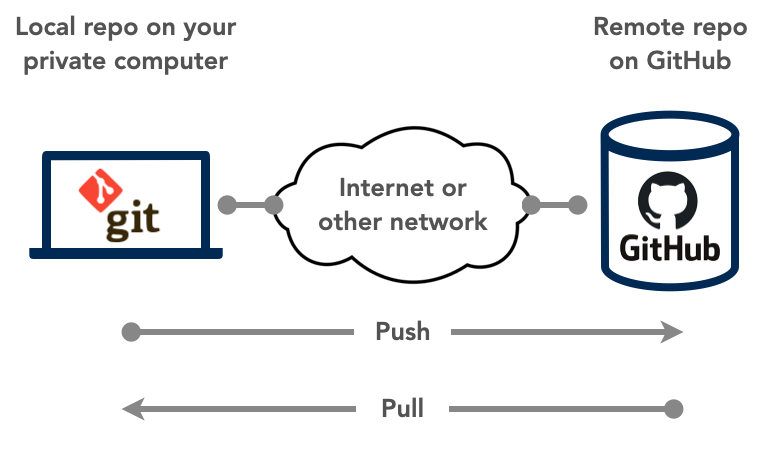 Local repo on your
private computer
Remote repo
on GitHub
git
Internet or
other network
GitHub
Push
Pull